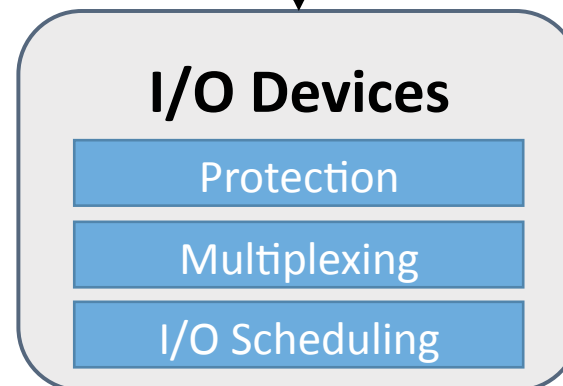 I/O Devices
Protection
Multiplexing
I/O Scheduling